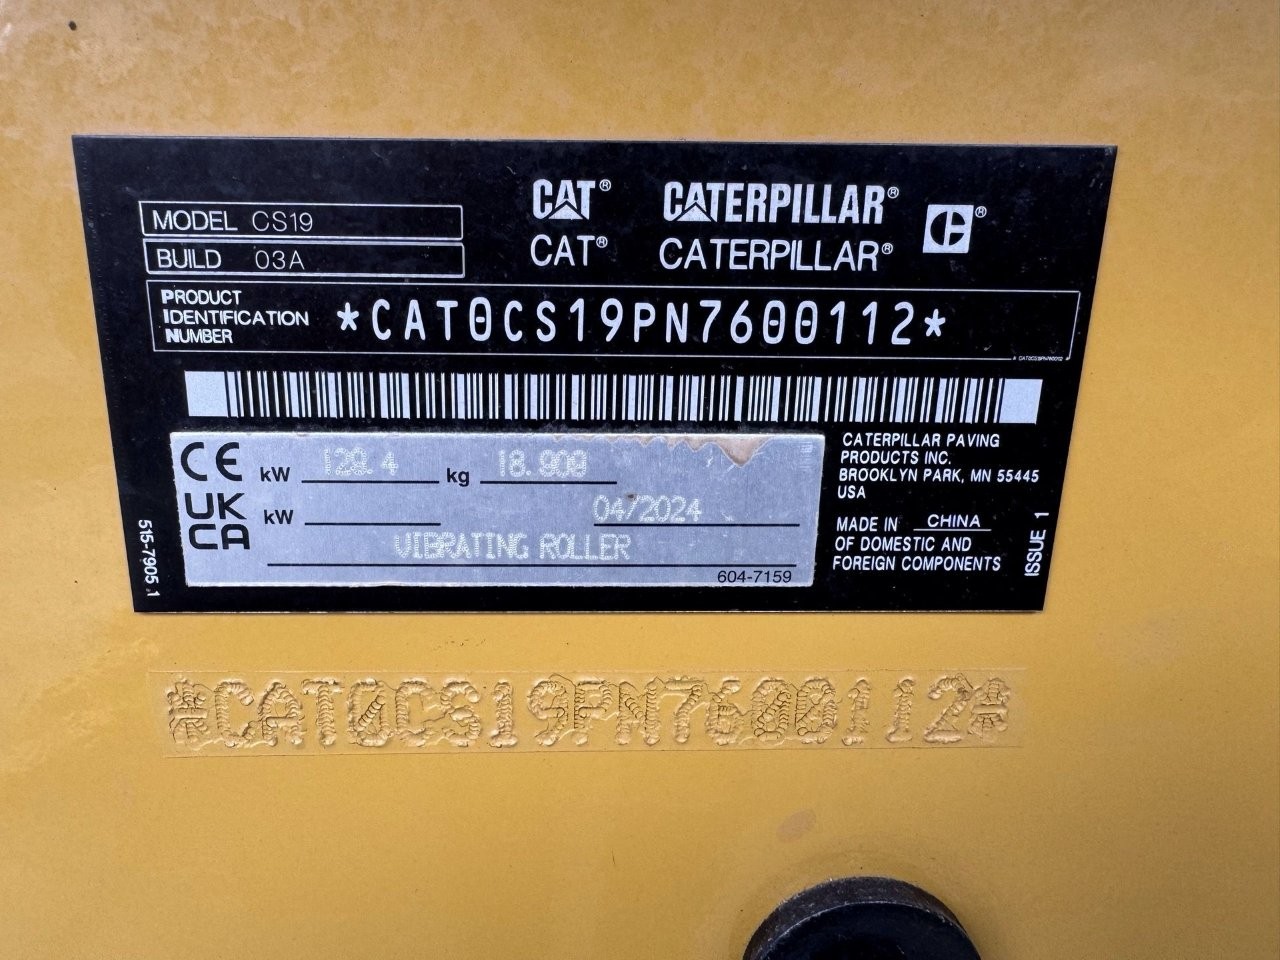 CAT® CATERPILLAR®
CAT® CATERPILLAR®
MODEL CS19
BUILD 03A
PRODUCT
IDENTIFICATION
NUMBER
*CAT0CS19PN7600112*
* CAT0CS19PN7600112
CE kW 129.4 kg 18.900
UK
CA kW 04/2024
VIBRATING ROLLER
604-7159
CATERPILLAR PAVING
PRODUCTS INC.
BROOKLYN PARK, MN 55445
USA
MADE IN CHINA
OF DOMESTIC AND
FOREIGN COMPONENTS
ISSUE 1
515-7905 1
*CAT0CS19PN7600112*